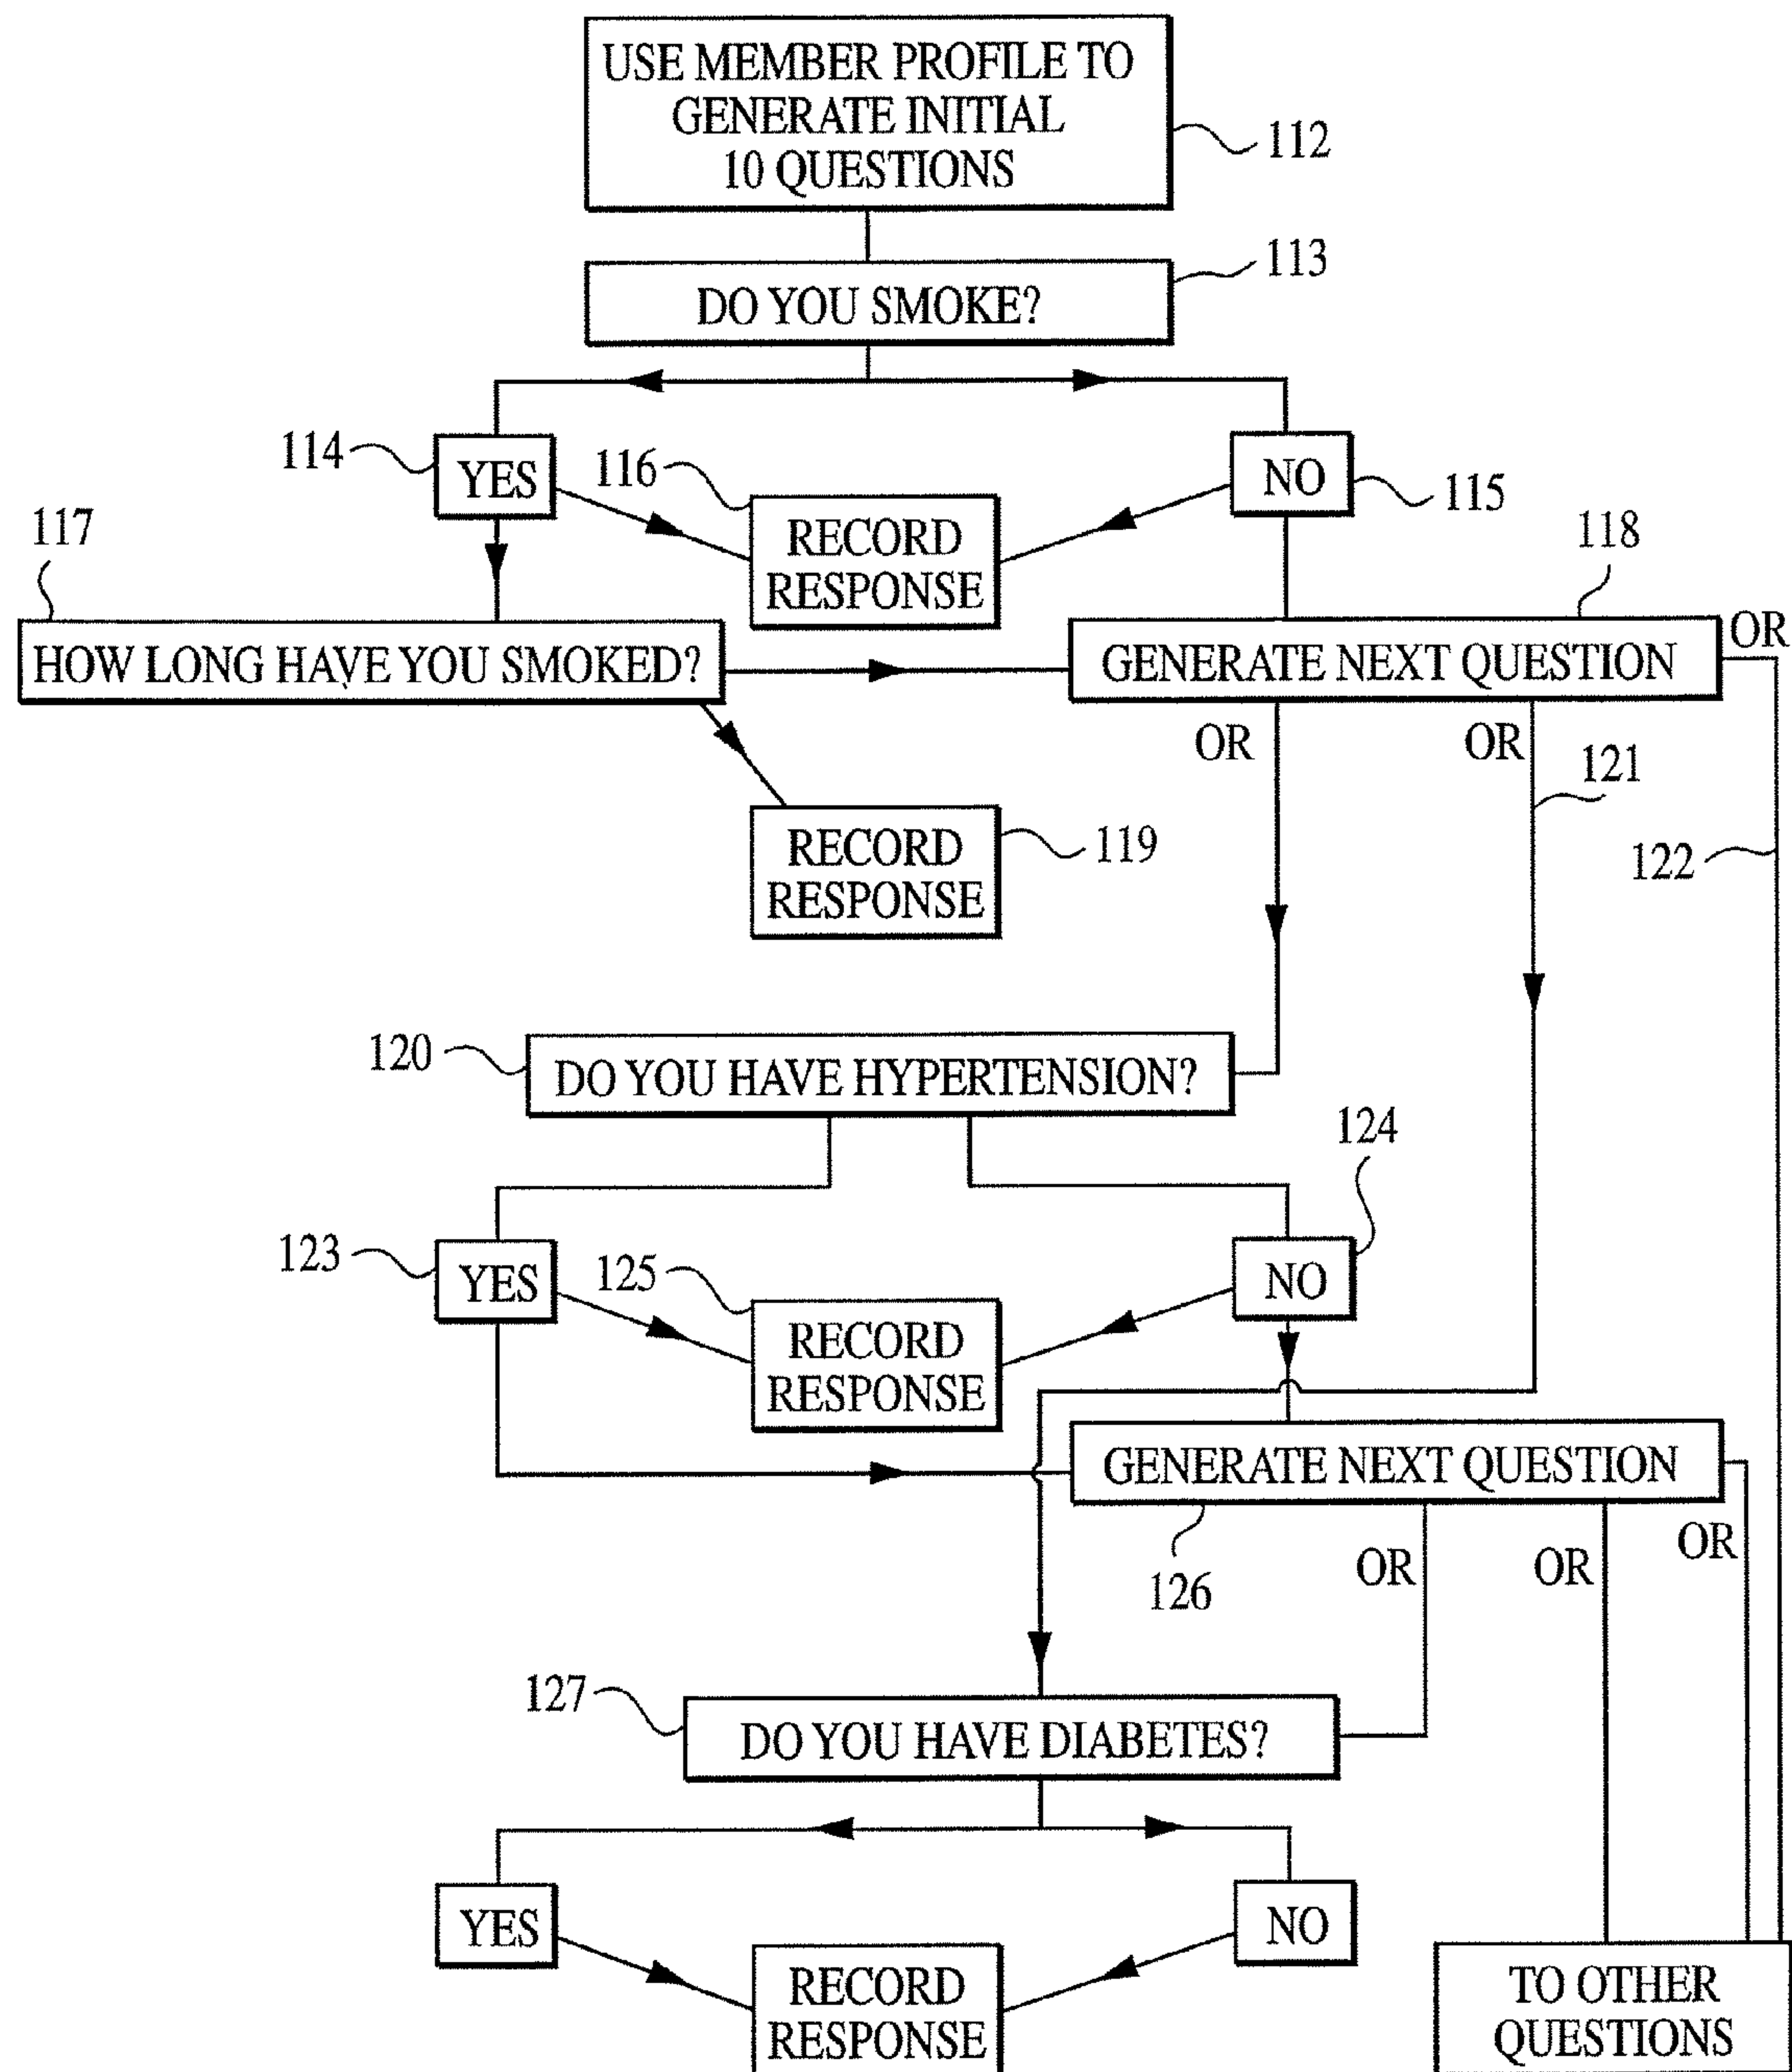 USE MEMBER PROFILE TO
GENERATE INITIAL
10 QUESTIONS
112
DO YOU SMOKE?
113
114
YES
116
RECORD
RESPONSE
NO
115
117
HOW LONG HAVE YOU SMOKED?
118
GENERATE NEXT QUESTION
OR
OR
OR
121
122
RECORD
RESPONSE
119
120
DO YOU HAVE HYPERTENSION?
124
123
YES
125
RECORD
RESPONSE
NO
GENERATE NEXT QUESTION
126
OR
OR
OR
127
DO YOU HAVE DIABETES?
YES
RECORD
RESPONSE
NO
TO OTHER
QUESTIONS